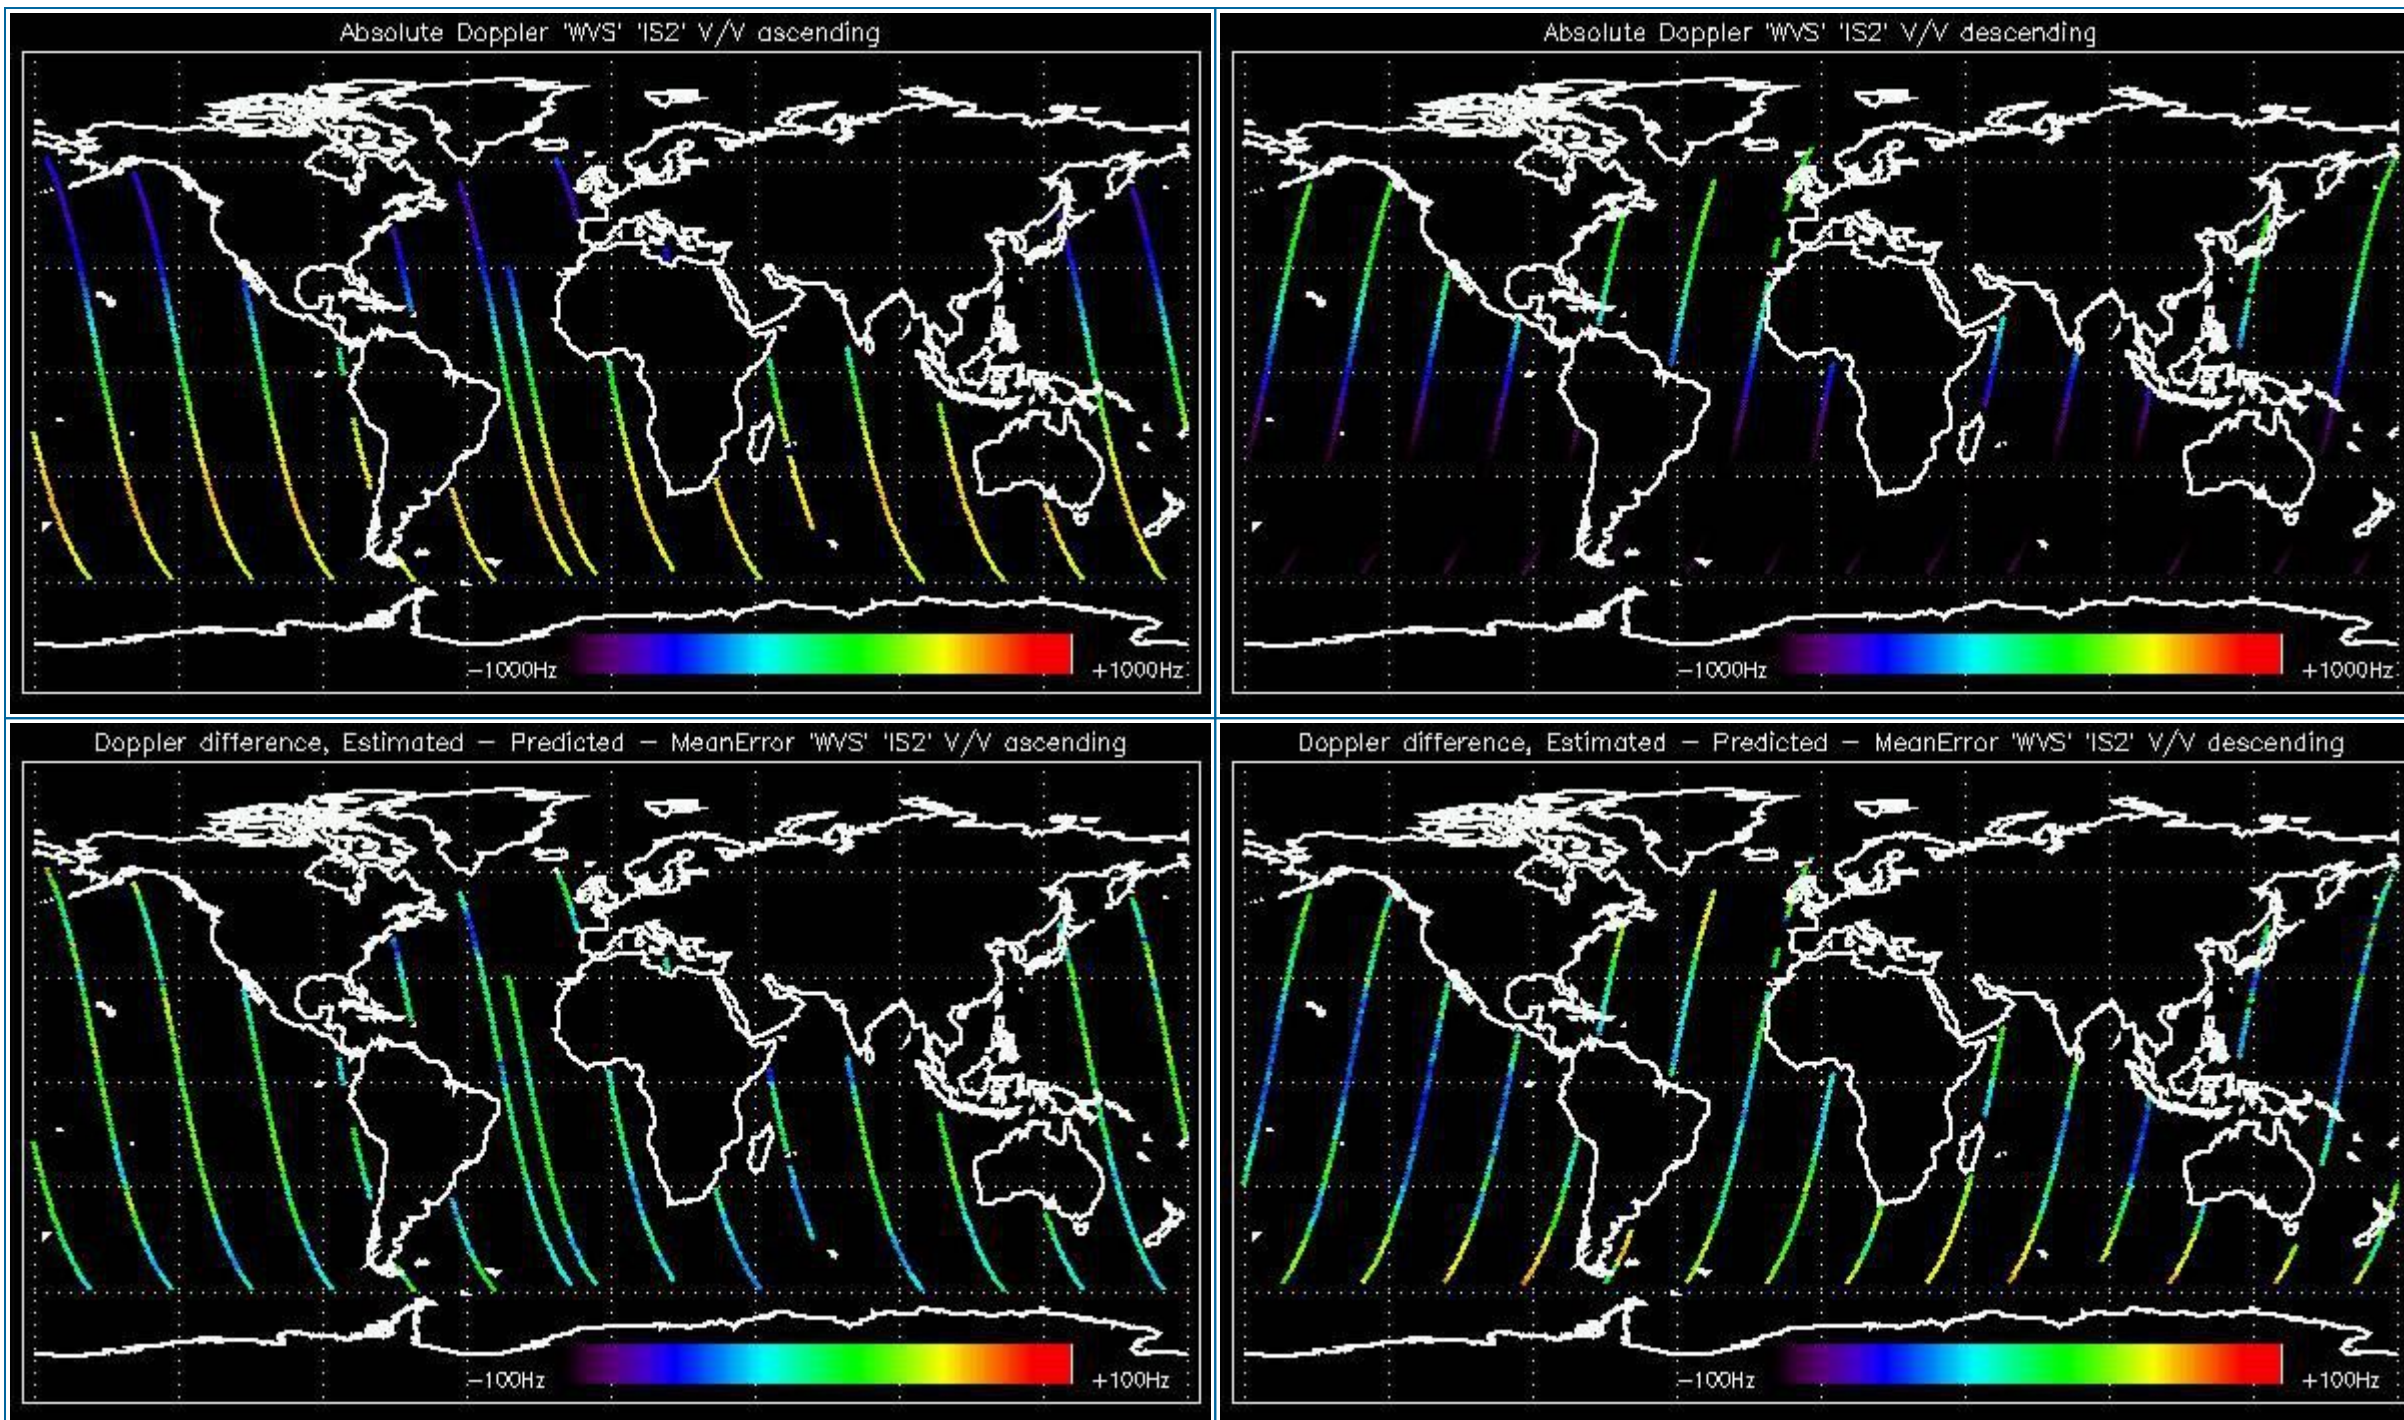 Absolute Doppler 'WVS' 'IS2' V/V ascending
−1000Hz
+1000Hz
Absolute Doppler 'WVS' 'IS2' V/V descending
−1000Hz
+1000Hz
Doppler difference, Estimated − Predicted − MeanError 'WVS' 'IS2' V/V ascending
−100Hz
+100Hz
Doppler difference, Estimated − Predicted − MeanError 'WVS' 'IS2' V/V descending
−100Hz
+100Hz